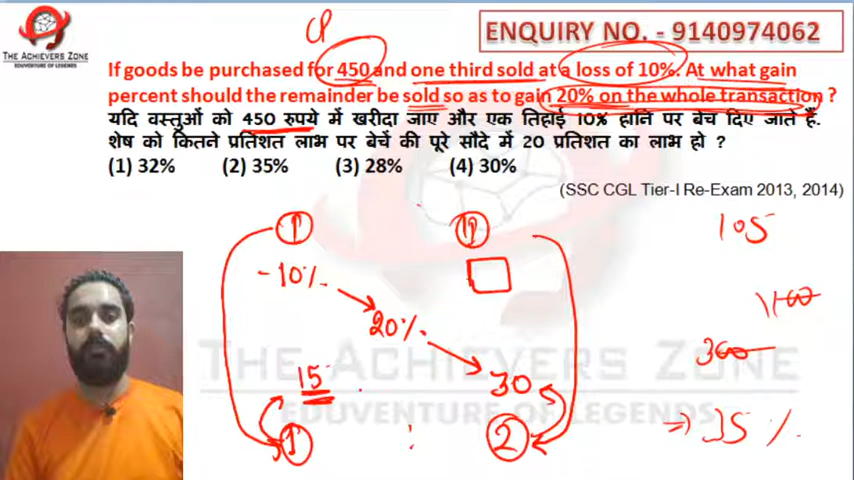 THE ACHIEVERS ZONE
EDUVENTURE OF LEGENDS
ENQUIRY NO. - 9140974062
CP
If goods be purchased for 450 and one third sold at a loss of 10%. At what gain
percent should the remainder be sold so as to gain 20% on the whole transaction ?
यदि वस्तुओं को 450 रुपये में खरीदा जाए और एक तिहाई 10% हानि पर बेच दिए जाते हैं.
शेष को कितने प्रतिशत लाभ पर बेचें की पूरे सौदे में 20 प्रतिशत का लाभ हो ?
(1) 32% (2) 35% (3) 28% (4) 30%
(SSC CGL Tier-I Re-Exam 2013, 2014)
105
-10%
20%
THE ACHIEVERS ZONE
15
30
EDUVENTURE OF LEGENDS
1 2
⇒ 35%